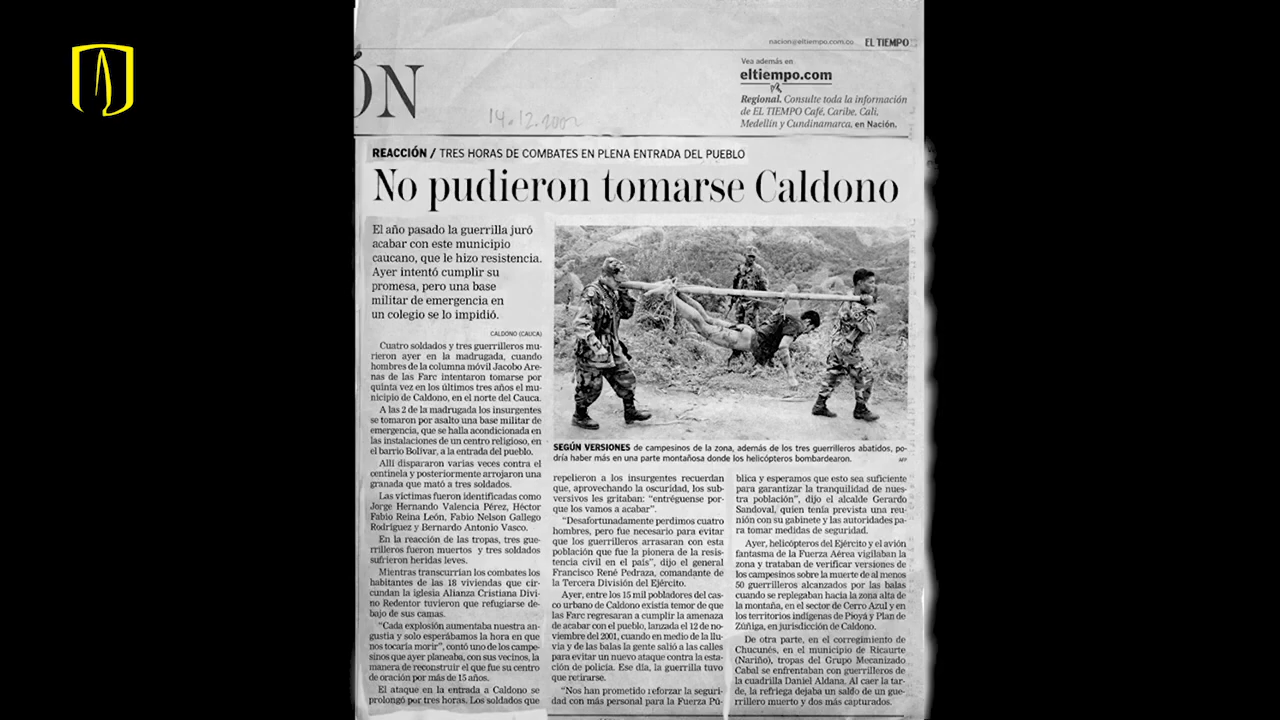 nacion@eltiempo.com.co EL TIEMPO
ÓN
14.12.2002
Vea además en
eltiempo.com
Regional. Consulte toda la información
de EL TIEMPO Café, Caribe, Cali,
Medellín y Cundinamarca, en Nación.
REACCIÓN / TRES HORAS DE COMBATES EN PLENA ENTRADA DEL PUEBLO
No pudieron tomarse Caldono
El año pasado la guerrilla juró
acabar con este municipio
caucano, que le hizo resistencia.
Ayer intentó cumplir su
promesa, pero una base
militar de emergencia en
un colegio se lo impidió.
CALDONO (CAUCA)
Cuatro soldados y tres guerrilleros mu-
rieron ayer en la madrugada, cuando
hombres de la columna móvil Jacobo Are-
nas de las Farc intentaron tomarse por
quinta vez en los últimos tres años el mu-
nicipio de Caldono, en el norte del Cauca.
A las 2 de la madrugada los insurgentes
se tomaron por asalto una base militar de
emergencia, que se halla acondicionada en
las instalaciones de un centro religioso, en
el barrio Bolívar, a la entrada del pueblo.
Allí dispararon varias veces contra el
centinela y posteriormente arrojaron una
granada que mató a tres soldados.
Las víctimas fueron identificadas como
Jorge Hernando Valencia Pérez, Héctor
Fabio Reina León, Fabio Nelson Gallego
Rodríguez y Bernardo Antonio Vasco.
En la reacción de las tropas, tres gue-
rrilleros fueron muertos y tres soldados
sufrieron heridas leves.
Mientras transcurrían los combates los
habitantes de las 18 viviendas que cir-
cundan la iglesia Alianza Cristiana Divi-
no Redentor tuvieron que refugiarse de-
bajo de sus camas.
“Cada explosión aumentaba nuestra an-
gustia y solo esperábamos la hora en que
nos tocaría morir”, contó uno de los campe-
sinos que ayer planeaba, con sus vecinos, la
manera de reconstruir el que fue su centro
de oración por más de 15 años.
El ataque en la entrada a Caldono se
prolongó por tres horas. Los soldados que
SEGÚN VERSIONES de campesinos de la zona, además de los tres guerrilleros abatidos, po-
dría haber más en una parte montañosa donde los helicópteros bombardearon.
AFP
repelieron a los insurgentes recuerdan
que, aprovechando la oscuridad, los sub-
versivos les gritaban: “entréguense por-
que los vamos a acabar”.
“Desafortunadamente perdimos cuatro
hombres, pero fue necesario para evitar
que los guerrilleros arrasaran con esta
población que fue la pionera de la resis-
tencia civil en el país”, dijo el general
Francisco René Pedraza, comandante de
la Tercera División del Ejército.
Ayer, entre los 15 mil pobladores del cas-
co urbano de Caldono existía temor de que
las Farc regresaran a cumplir la amenaza
de acabar con el pueblo, lanzada el 12 de no-
viembre del 2001, cuando en medio de la llu-
via y de las balas la gente salió a las calles
para evitar un nuevo ataque contra la esta-
ción de policía. Ese día, la guerrilla tuvo
que retirarse.
“Nos han prometido reforzar la seguri-
dad con más personal para la Fuerza Pú-
blica y esperamos que esto sea suficiente
para garantizar la tranquilidad de nues-
tra población”, dijo el alcalde Gerardo
Sandoval, quien tenía prevista una reu-
nión con su gabinete y las autoridades pa-
ra tomar medidas de seguridad.
Ayer, helicópteros del Ejército y el avión
fantasma de la Fuerza Aérea vigilaban la
zona y trataban de verificar versiones de
los campesinos sobre la muerte de al menos
50 guerrilleros alcanzados por las balas
cuando se replegaban hacia la zona alta de
la montaña, en el sector de Cerro Azul y en
los territorios indígenas de Pioyá y Plan de
Zúñiga, en jurisdicción de Caldono.
De otra parte, en el corregimiento de
Chucunés, en el municipio de Ricaurte
(Nariño), tropas del Grupo Mecanizado
Cabal se enfrentaban con guerrilleros de
la cuadrilla Daniel Aldana. Al caer la tar-
de, la refriega dejaba un saldo de un gue-
rrillero muerto y dos más capturados.